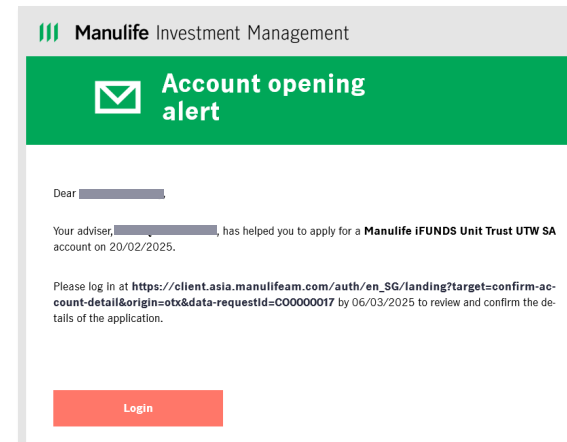 Manulife Investment Management
Account opening
alert
Dear ,
Your adviser, , has helped you to apply for a Manulife iFUNDS Unit Trust UTW SA
account on 20/02/2025.
Please log in at https://client.asia.manulifeam.com/auth/en_SG/landing?target=confirm-ac-
count-detail&origin=otx&data-requestId=CO0000017 by 06/03/2025 to review and confirm the de-
tails of the application.
Login